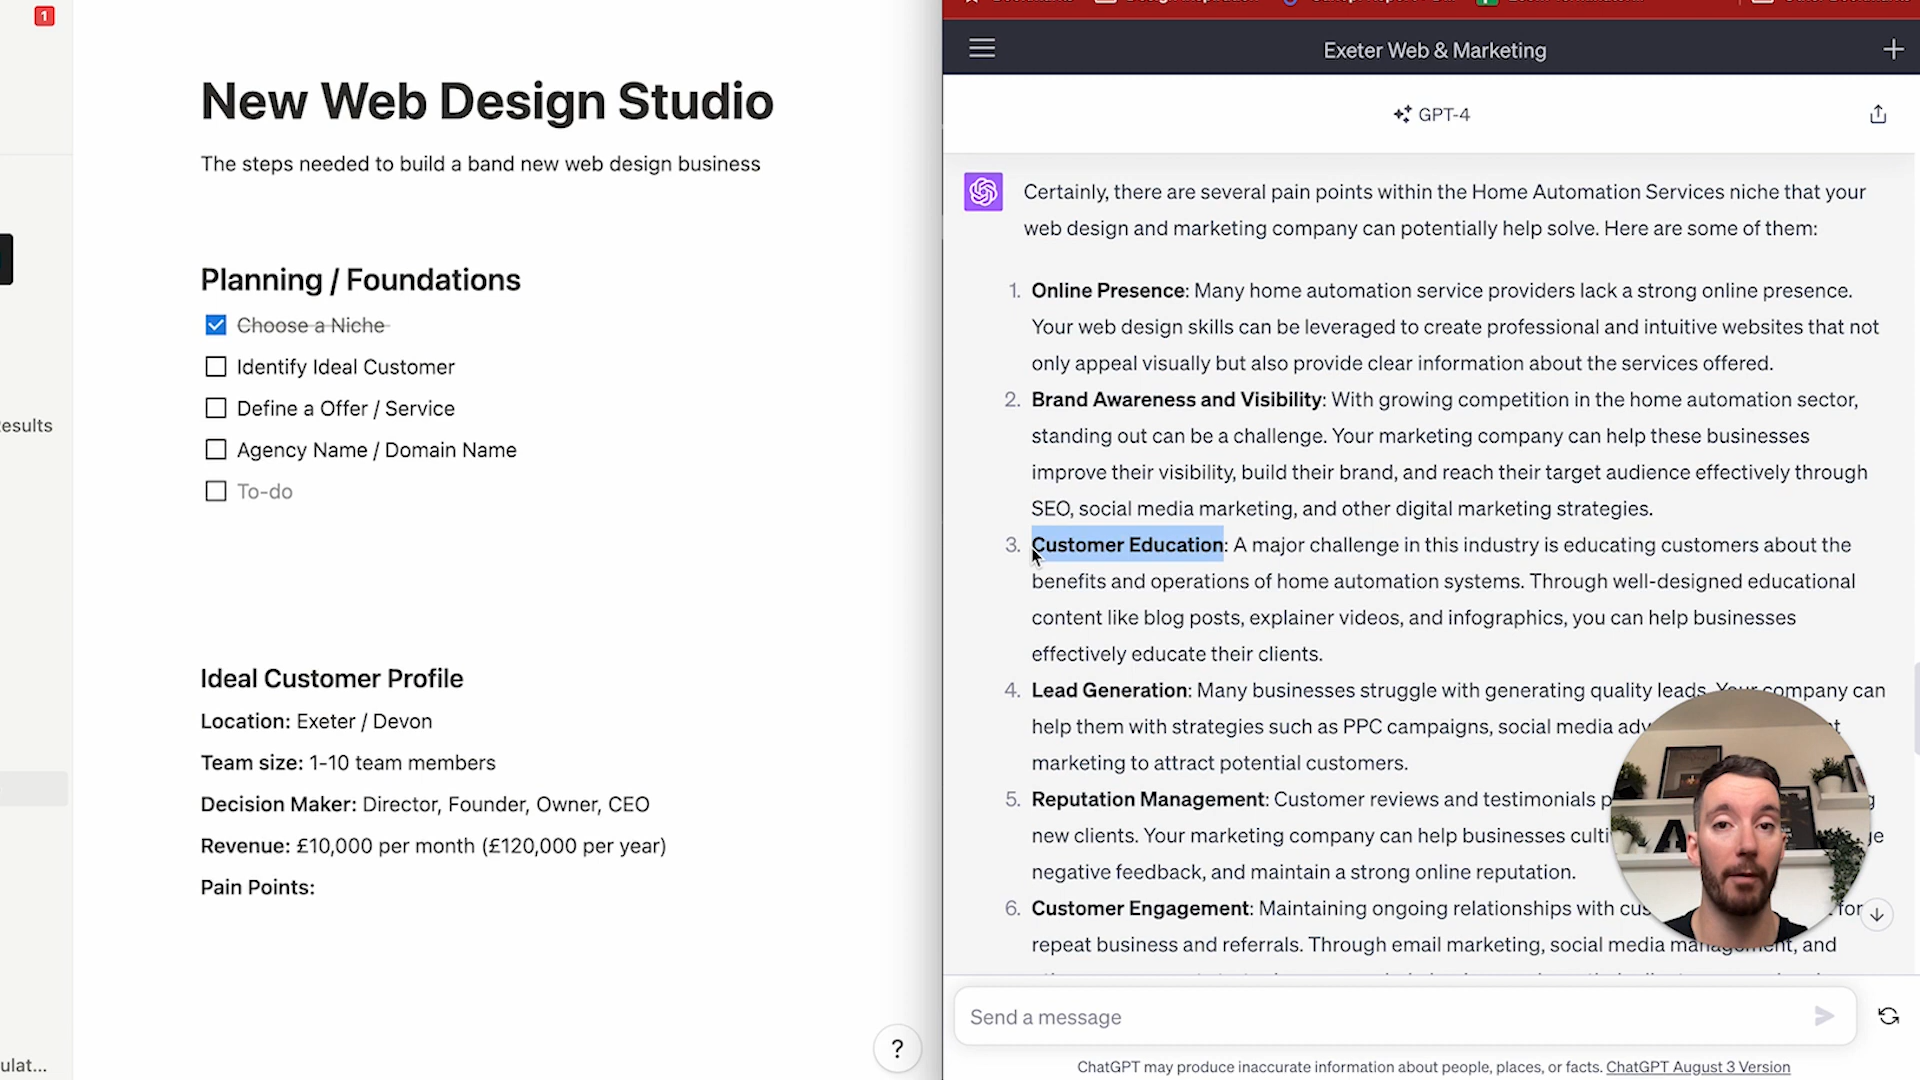 1
New Web Design Studio
The steps needed to build a band new web design business
Planning / Foundations
Choose a Niche
Identify Ideal Customer
Define a Offer / Service
Agency Name / Domain Name
To-do
esults
Ideal Customer Profile
Location: Exeter / Devon
Team size: 1-10 team members
Decision Maker: Director, Founder, Owner, CEO
Revenue: £10,000 per month (£120,000 per year)
Pain Points:
?
ulat...
Exeter Web & Marketing
GPT-4
Certainly, there are several pain points within the Home Automation Services niche that your
web design and marketing company can potentially help solve. Here are some of them:
1. Online Presence: Many home automation service providers lack a strong online presence.
Your web design skills can be leveraged to create professional and intuitive websites that not
only appeal visually but also provide clear information about the services offered.
2. Brand Awareness and Visibility: With growing competition in the home automation sector,
standing out can be a challenge. Your marketing company can help these businesses
improve their visibility, build their brand, and reach their target audience effectively through
SEO, social media marketing, and other digital marketing strategies.
3. Customer Education: A major challenge in this industry is educating customers about the
benefits and operations of home automation systems. Through well-designed educational
content like blog posts, explainer videos, and infographics, you can help businesses
effectively educate their clients.
4. Lead Generation: Many businesses struggle with generating quality leads. Your company can
help them with strategies such as PPC campaigns, social media
marketing to attract potential customers.
5. Reputation Management: Customer reviews and testimonials
new clients. Your marketing company can help businesses
negative feedback, and maintain a strong online reputation.
6. Customer Engagement: Maintaining ongoing relationships with for
repeat business and referrals. Through email marketing, social media management, and
Send a message
ChatGPT may produce inaccurate information about people, places, or facts. ChatGPT August 3 Version